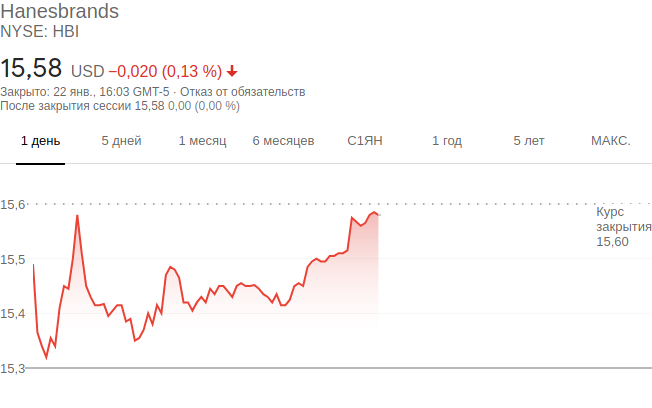 Hanesbrands
NYSE: HBI
15,58 USD −0,020 (0,13 %)
Закрыто: 22 янв., 16:03 GMT-5 · Отказ от обязательств
После закрытия сессии 15,58 0,00 (0,00 %)
1 день 5 дней 1 месяц 6 месяцев С1ЯН 1 год 5 лет МАКС.
15,6
Курс
закрытия
15,60
15,5
15,4
15,3